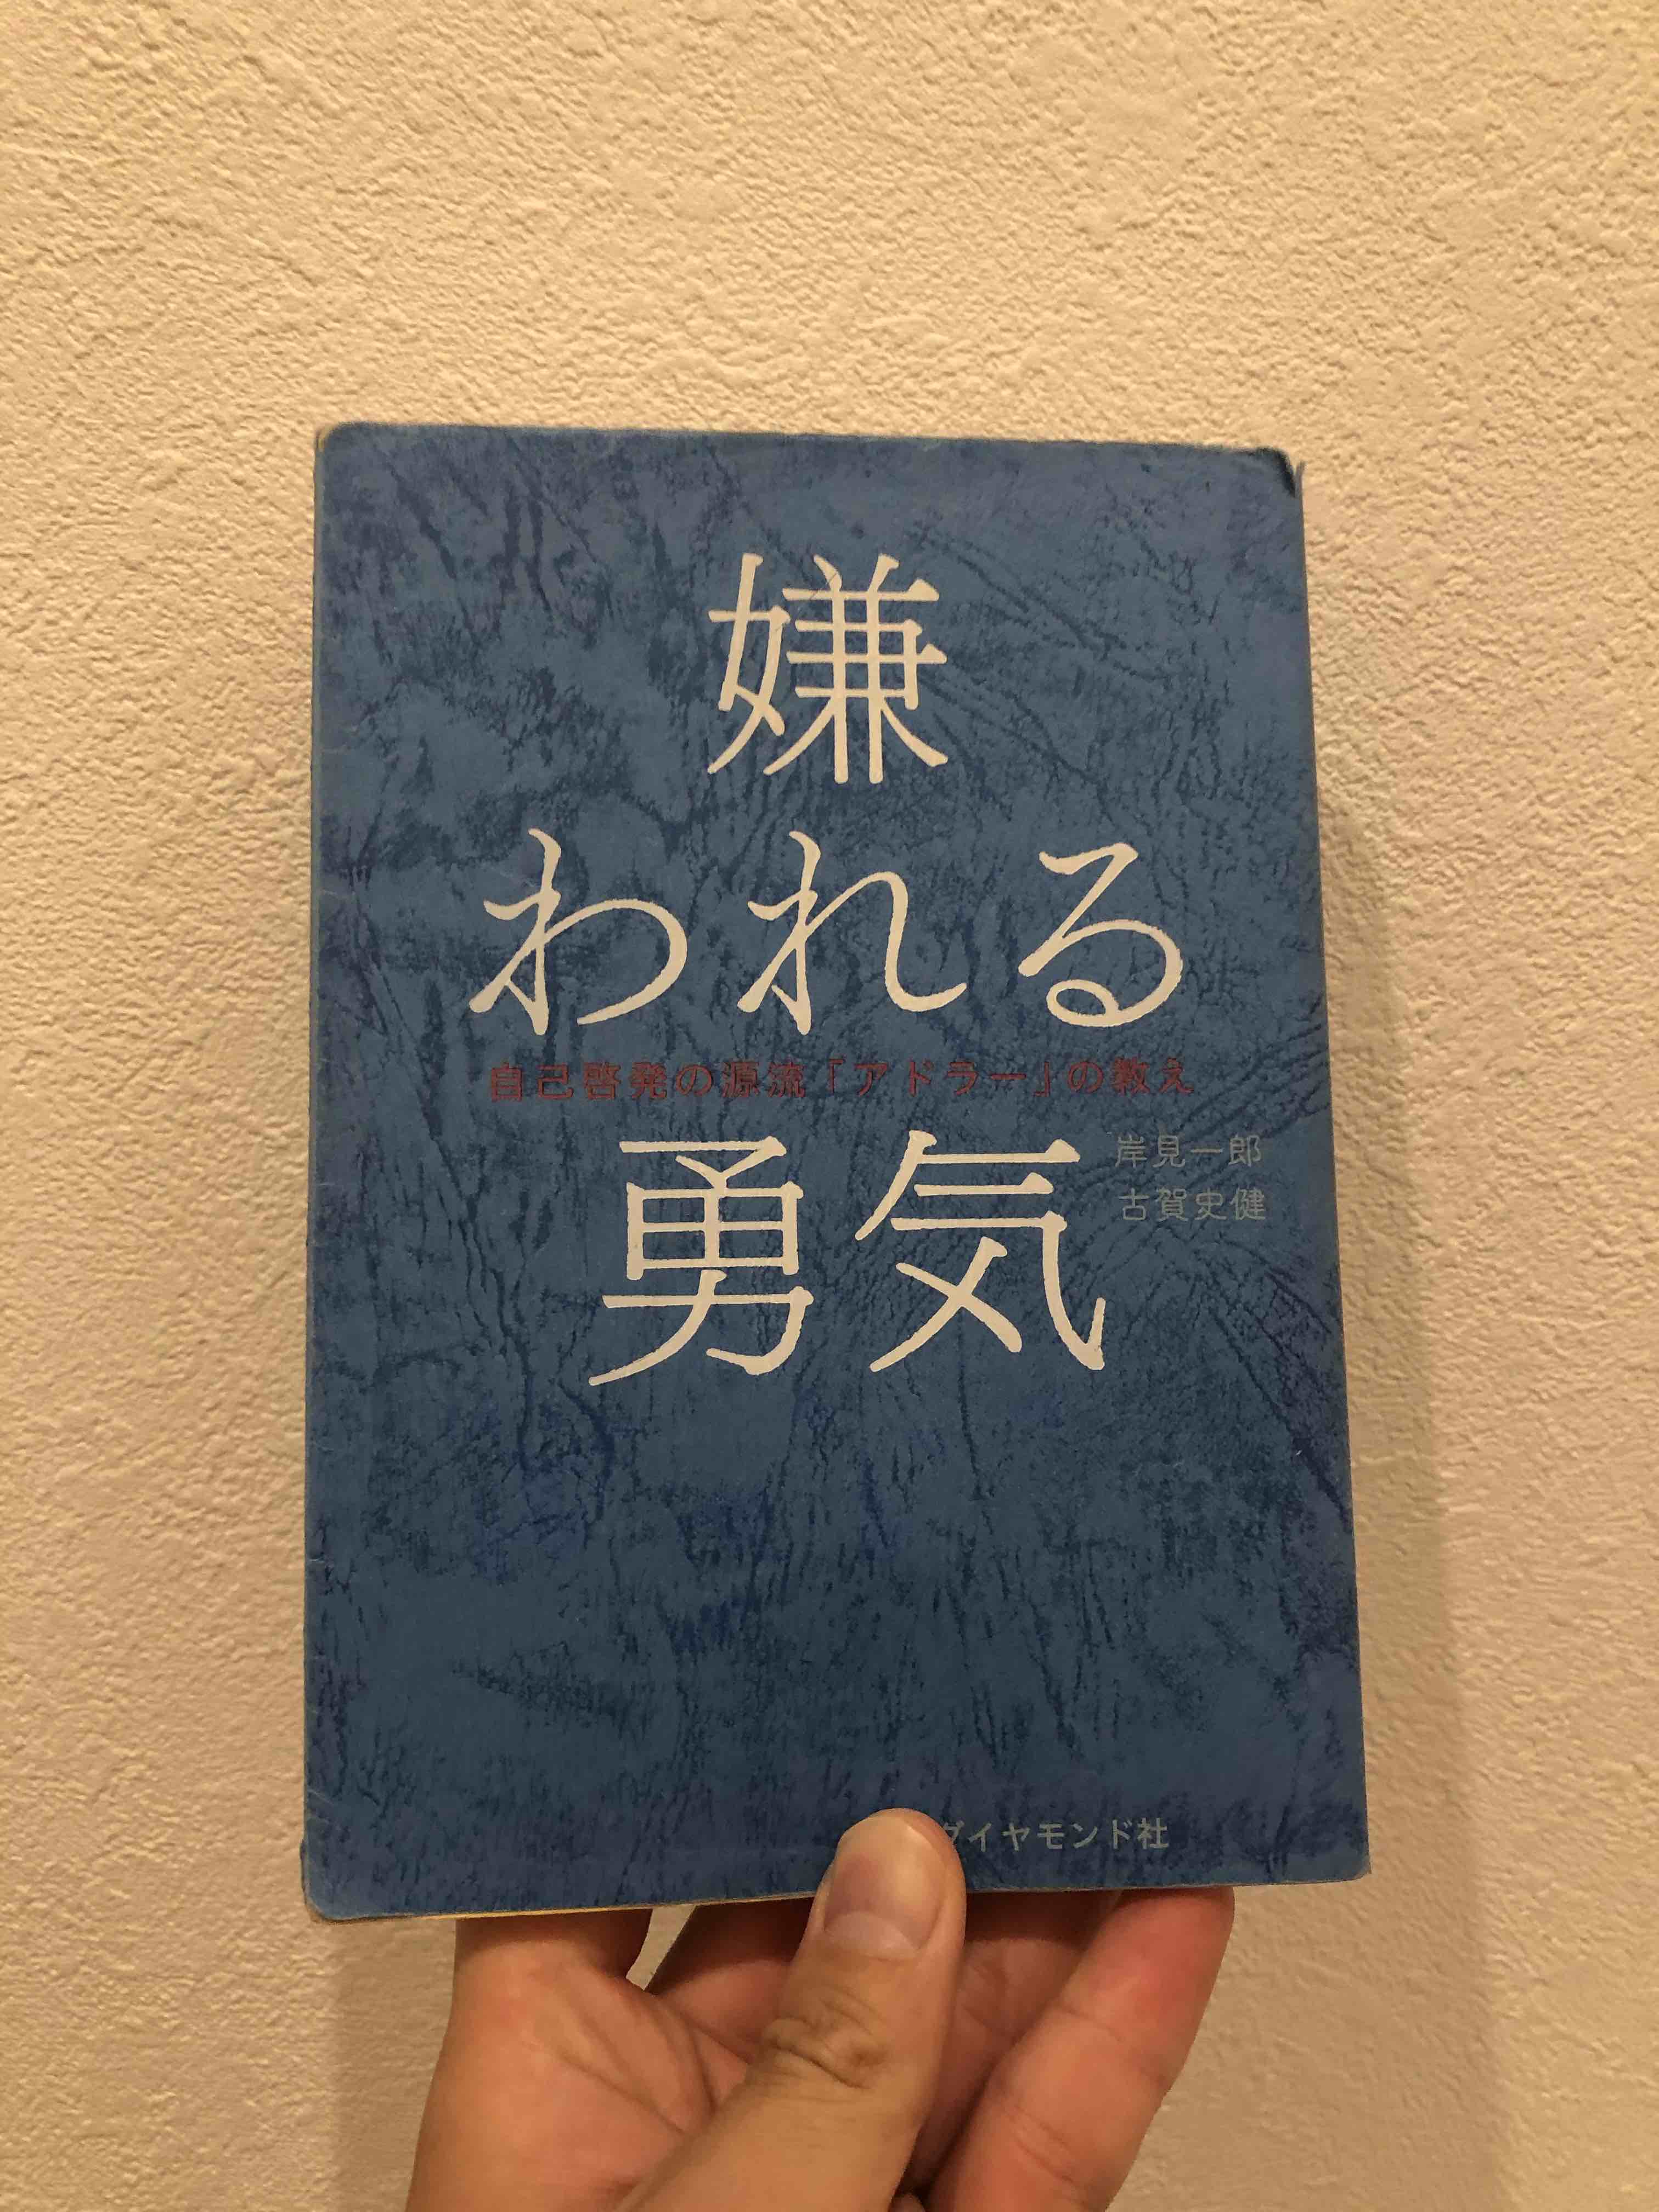 嫌
われる
自己啓発の源流「アドラー」の教え
勇気
岸見一郎
古賀史健
ダイヤモンド社